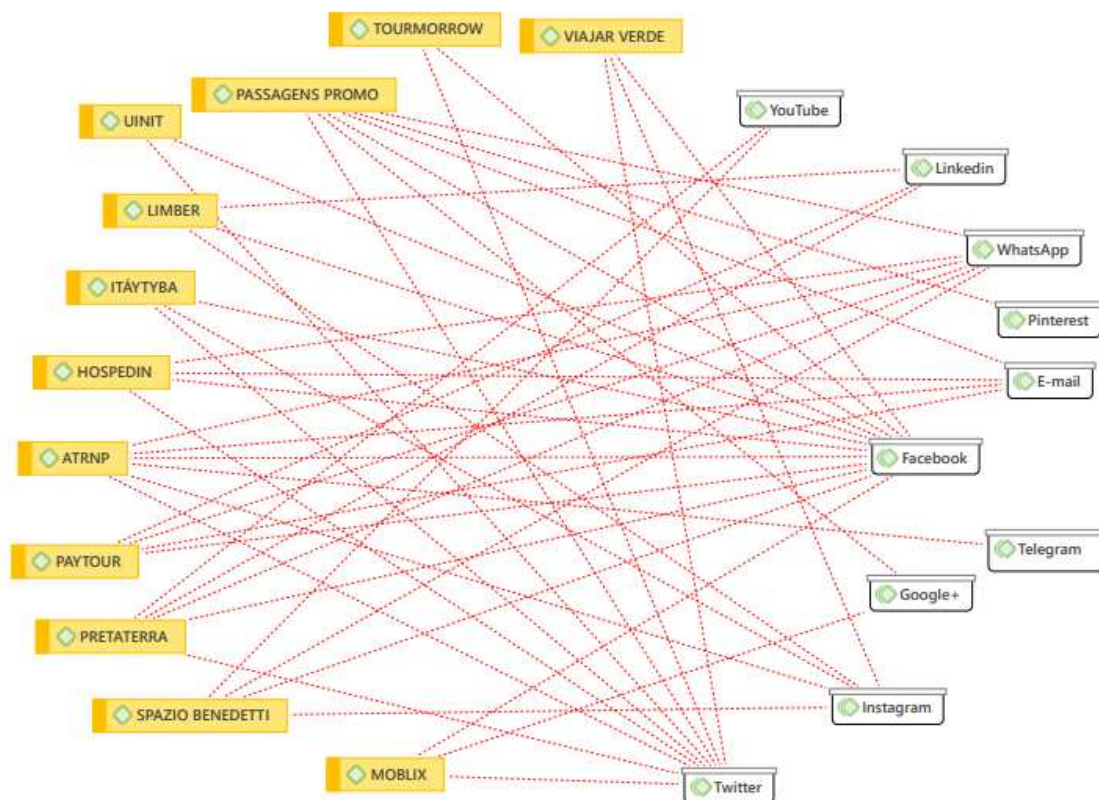 TOURMORROW
VIAJAR VERDE
PASSAGENS PROMO
YouTube
UINIT
Linkedin
LIMBER
WhatsApp
ITÁYTYBA
Pinterest
HOSPEDIN
E-mail
ATRNP
Facebook
Telegram
PAYTOUR
Google+
PRETATERRA
Instagram
SPAZIO BENEDETTI
MOBLIX
Twitter